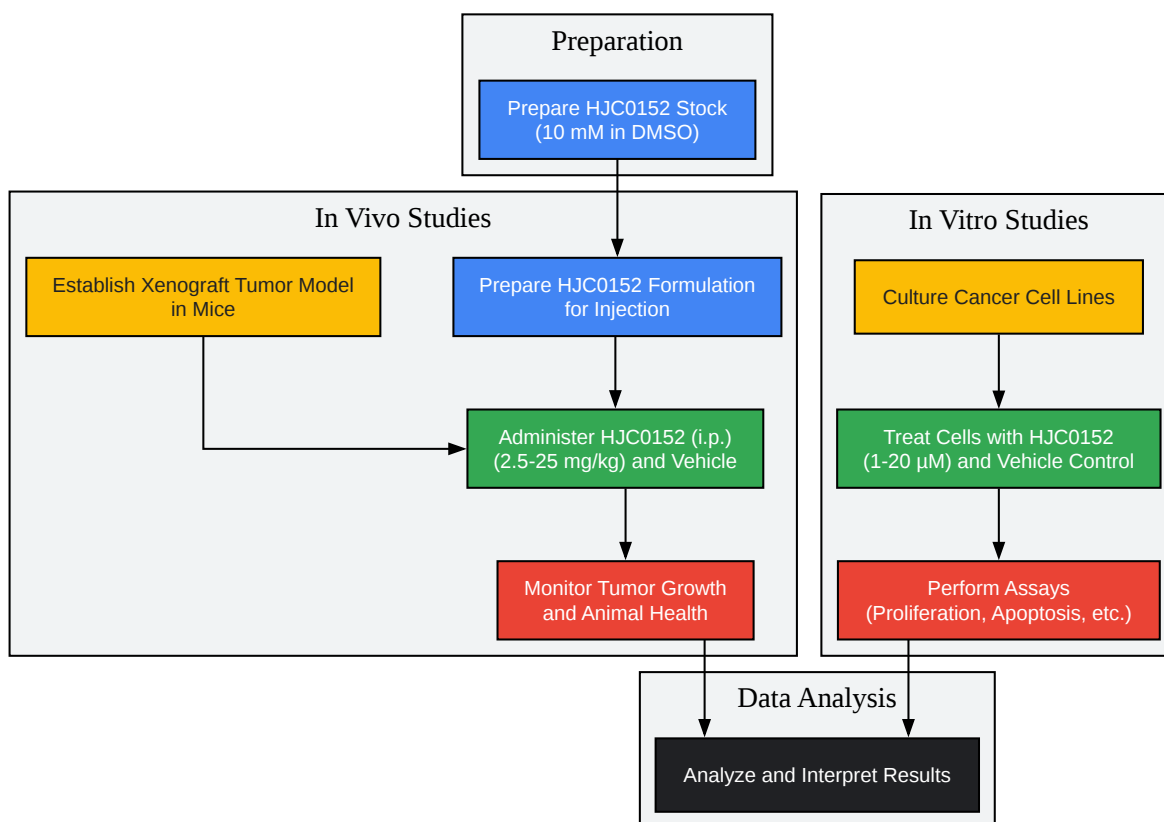 Preparation
Prepare HJC0152 Stock
(10 mM in DMSO)
In Vivo Studies
Establish Xenograft Tumor Model
in Mice
Prepare HJC0152 Formulation
for Injection
Administer HJC0152 (i.p.)
(2.5-25 mg/kg) and Vehicle
Monitor Tumor Growth
and Animal Health
In Vitro Studies
Culture Cancer Cell Lines
Treat Cells with HJC0152
(1-20 µM) and Vehicle Control
Perform Assays
(Proliferation, Apoptosis, etc.)
Data Analysis
Analyze and Interpret Results